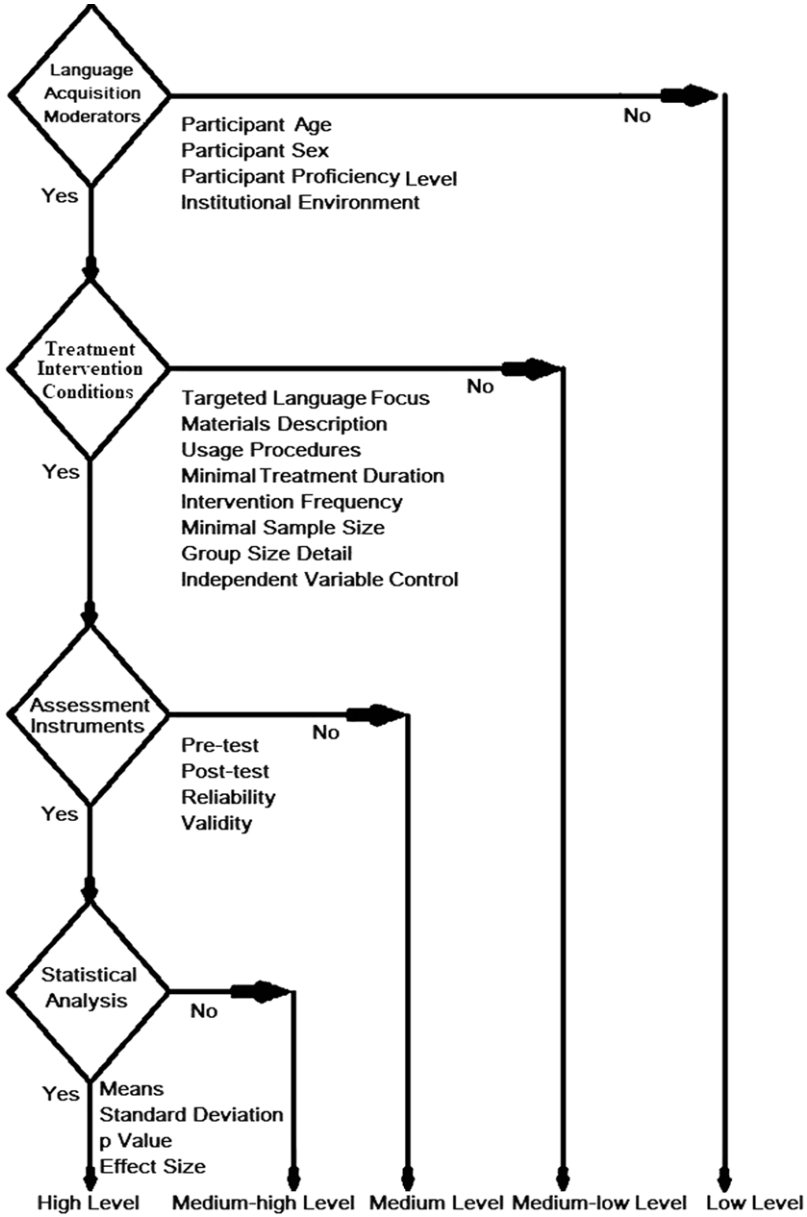 Language
Acquisition
Moderators
No
Participant Age
Participant Sex
Participant Proficiency Level
Institutional Environment
Yes
Treatment
Intervention
Conditions
No
Targeted Language Focus
Materials Description
Usage Procedures
Minimal Treatment Duration
Intervention Frequency
Minimal Sample Size
Group Size Detail
Independent Variable Control
Yes
Assessment
Instruments
No
Pre-test
Post-test
Reliability
Validity
Yes
Statistical
Analysis
No
Yes
Means
Standard Deviation
p Value
Effect Size
High Level
Medium-high Level
Medium Level
Medium-low Level
Low Level